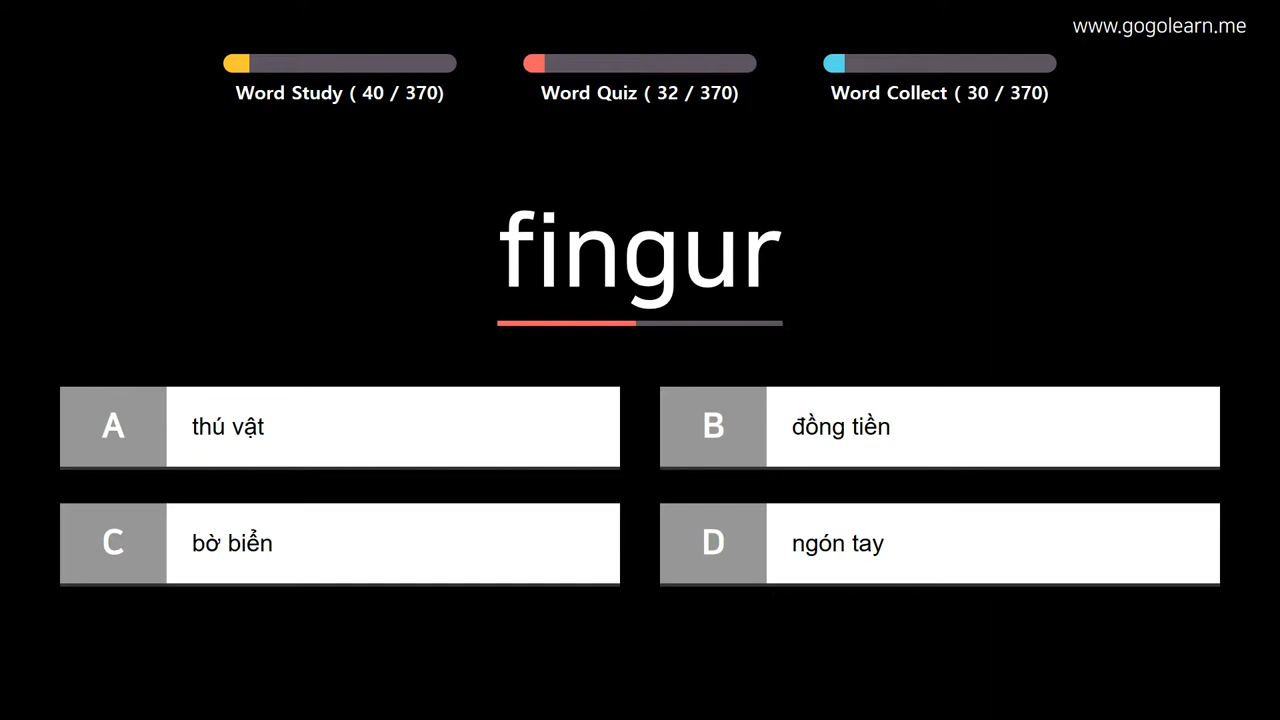 www.gogolearn.me
Word Study ( 40 / 370)
Word Quiz ( 32 / 370)
Word Collect ( 30 / 370)
fingur
A thú vật
B đồng tiền
C bờ biển
D ngón tay